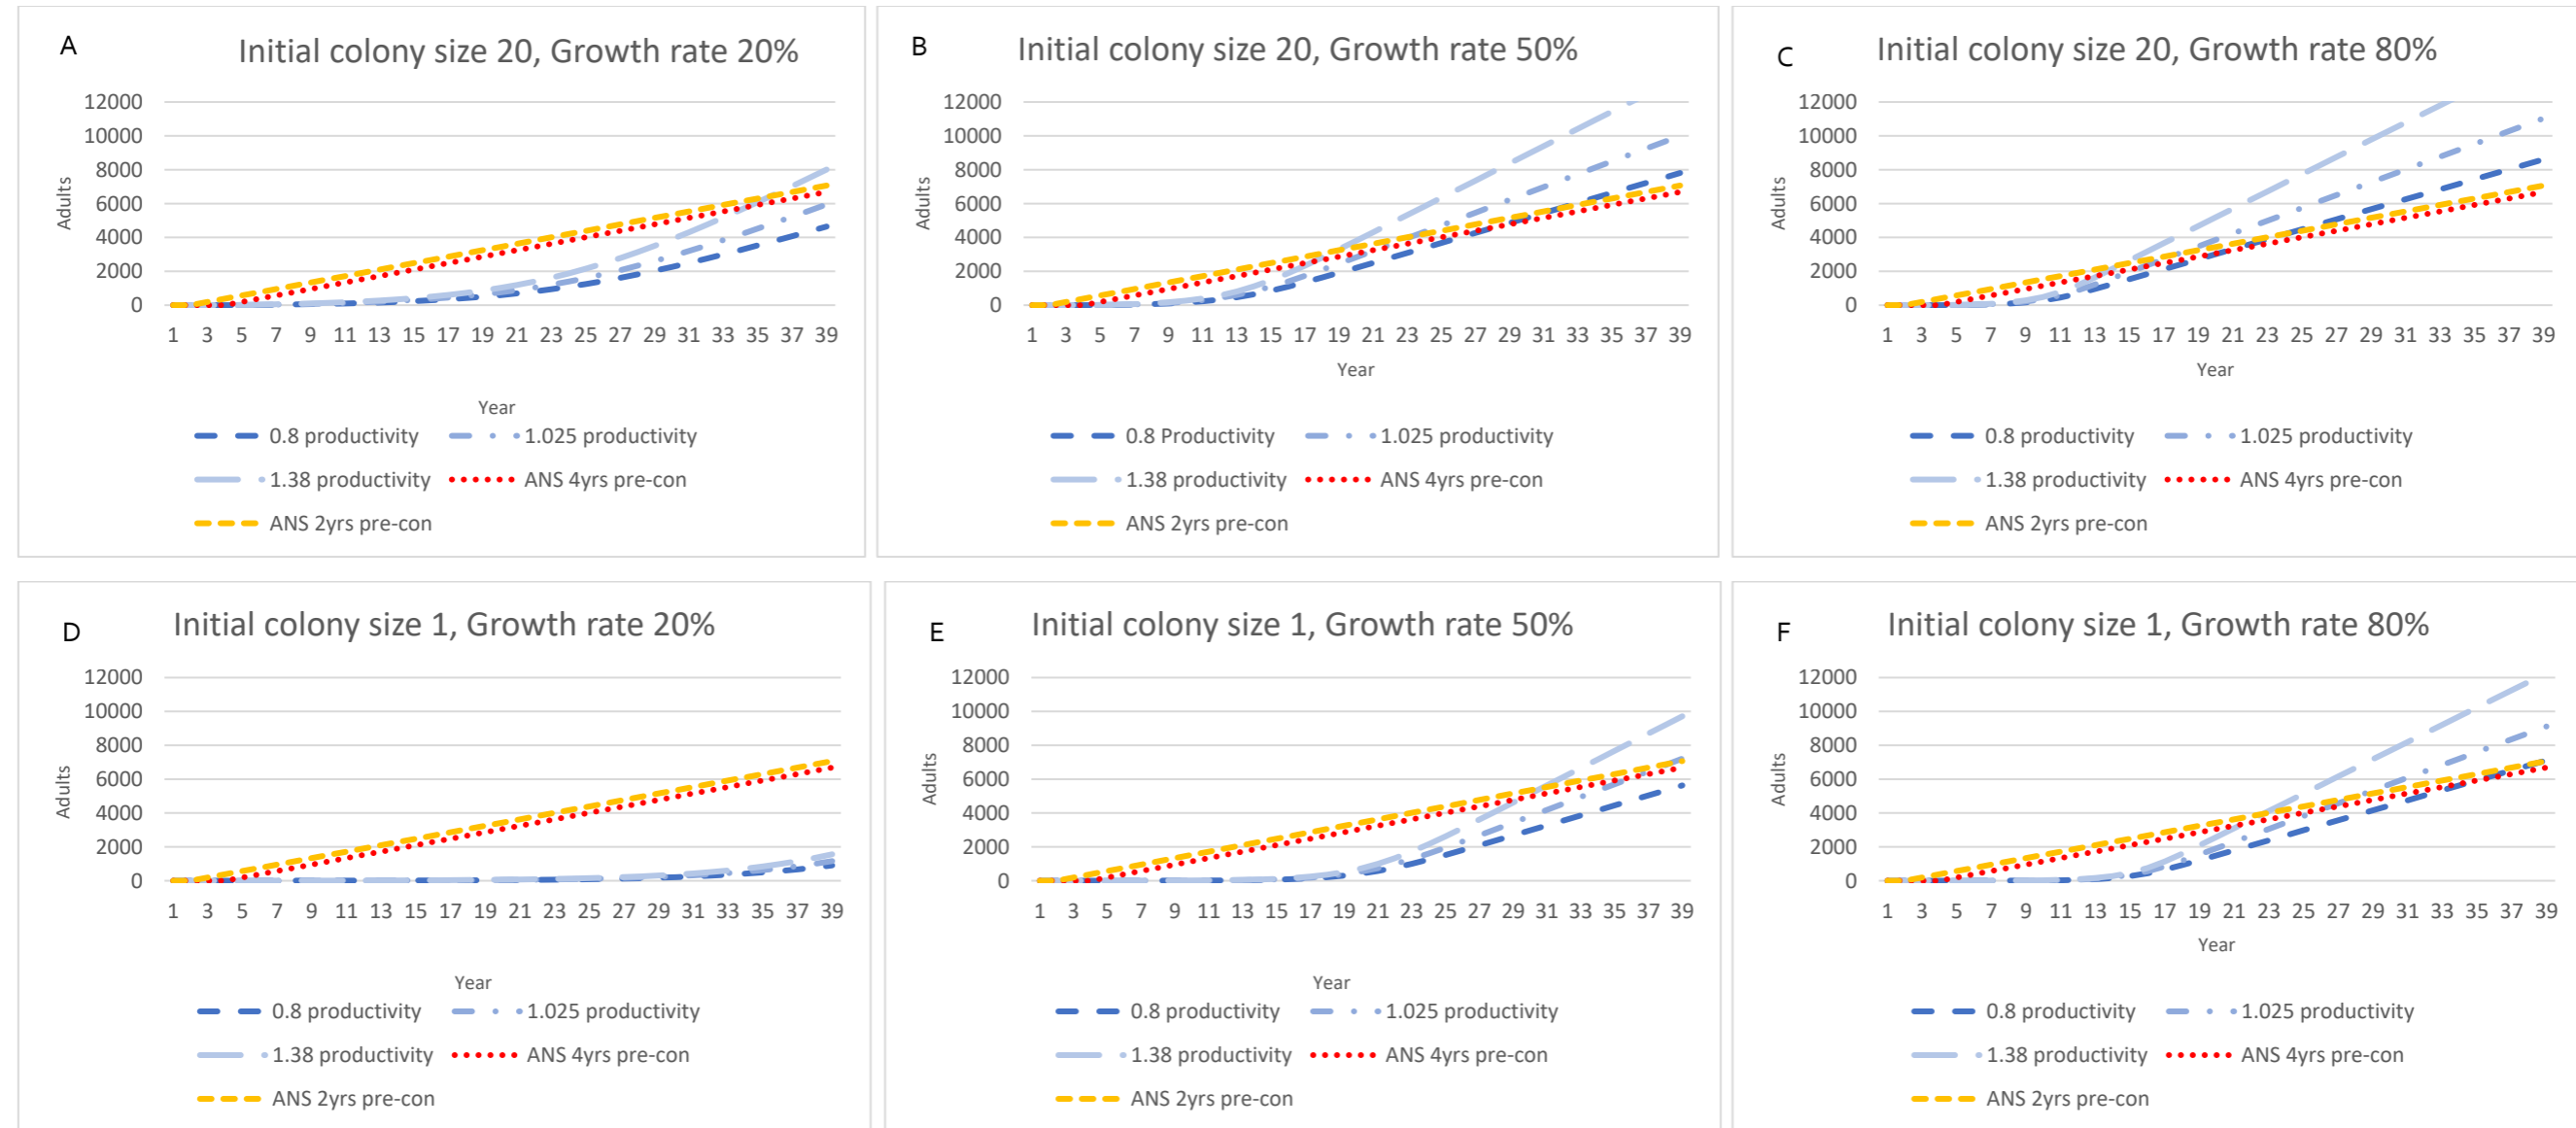 A
Initial colony size 20, Growth rate 20%
12000
10000
8000
6000
4000
2000
0
Adults
1 3 5 7 9 11 13 15 17 19 21 23 25 27 29 31 33 35 37 39
Year
0.8 productivity 1.025 productivity
1.38 productivity ANS 4yrs pre-con
ANS 2yrs pre-con
B
Initial colony size 20, Growth rate 50%
12000
10000
8000
6000
4000
2000
0
Adults
1 3 5 7 9 11 13 15 17 19 21 23 25 27 29 31 33 35 37 39
Year
0.8 Productivity 1.025 productivity
1.38 productivity ANS 4yrs pre-con
ANS 2yrs pre-con
C
Initial colony size 20, Growth rate 80%
12000
10000
8000
6000
4000
2000
0
Adults
1 3 5 7 9 11 13 15 17 19 21 23 25 27 29 31 33 35 37 39
Year
0.8 productivity 1.025 productivity
1.38 productivity ANS 4yrs pre-con
ANS 2yrs pre-con
D
Initial colony size 1, Growth rate 20%
12000
10000
8000
6000
4000
2000
0
Adults
1 3 5 7 9 11 13 15 17 19 21 23 25 27 29 31 33 35 37 39
Year
0.8 productivity 1.025 productivity
1.38 productivity ANS 4yrs pre-con
ANS 2yrs pre-con
E
Initial colony size 1, Growth rate 50%
12000
10000
8000
6000
4000
2000
0
Adults
1 3 5 7 9 11 13 15 17 19 21 23 25 27 29 31 33 35 37 39
Year
0.8 productivity 1.025 productivity
1.38 productivity ANS 4yrs pre-con
ANS 2yrs pre-con
F
Initial colony size 1, Growth rate 80%
12000
10000
8000
6000
4000
2000
0
Adults
1 3 5 7 9 11 13 15 17 19 21 23 25 27 29 31 33 35 37 39
Year
0.8 productivity 1.025 productivity
1.38 productivity ANS 4yrs pre-con
ANS 2yrs pre-con